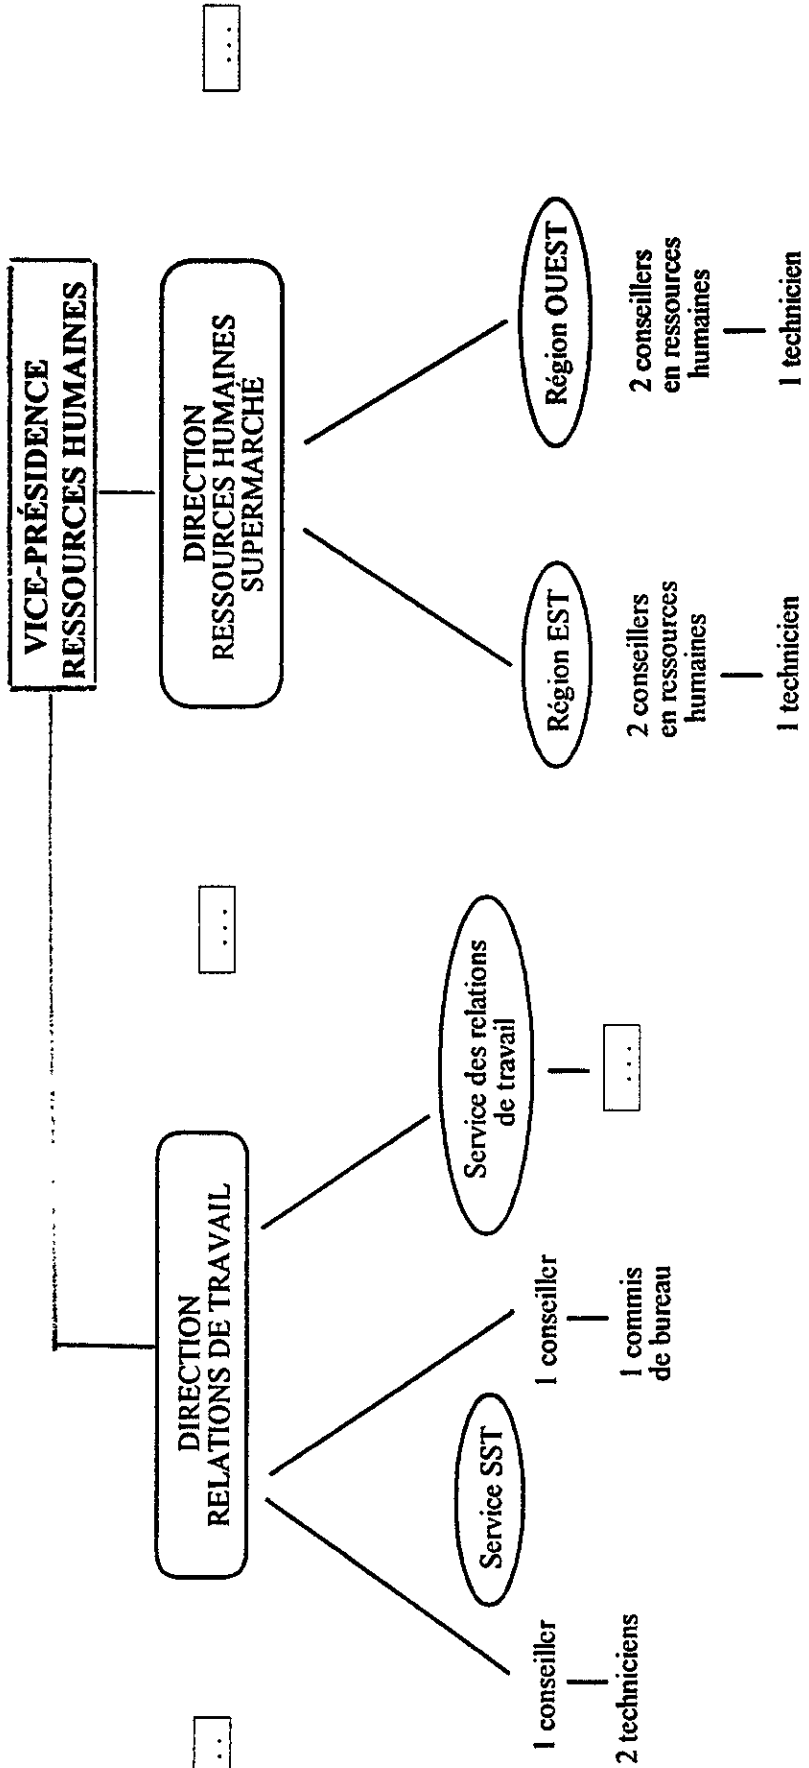 VICE-PRÉSIDENCE
RESSOURCES HUMAINES
...
DIRECTION
RELATIONS DE TRAVAIL
...
DIRECTION
RESSOURCES HUMAINES
SUPERMARCHÉ
...
1 conseiller
2 techniciens
Service SST
1 conseiller
1 commis
de bureau
Service des relations
de travail
...
Région EST
2 conseillers
en ressources
humaines
1 technicien
Région OUEST
2 conseillers
en ressources
humaines
1 technicien